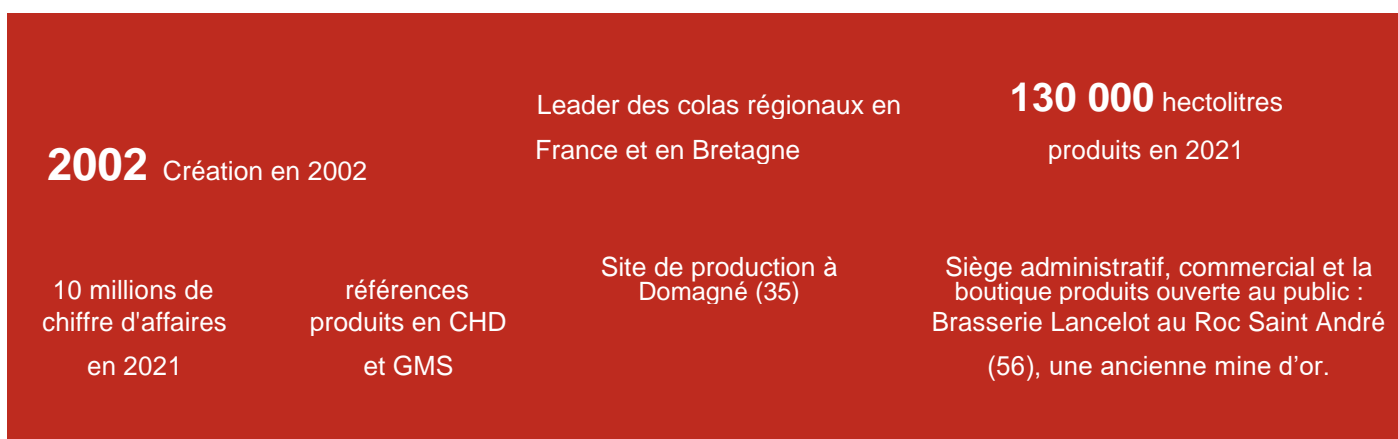 2002 Création en 2002
Leader des colas régionaux en
France et en Bretagne
130 000 hectolitres
produits en 2021
10 millions de
chiffre d'affaires
en 2021
références
produits en CHD
et GMS
Site de production à
Domagné (35)
Siège administratif, commercial et la
boutique produits ouverte au public :
Brasserie Lancelot au Roc Saint André
(56), une ancienne mine d’or.